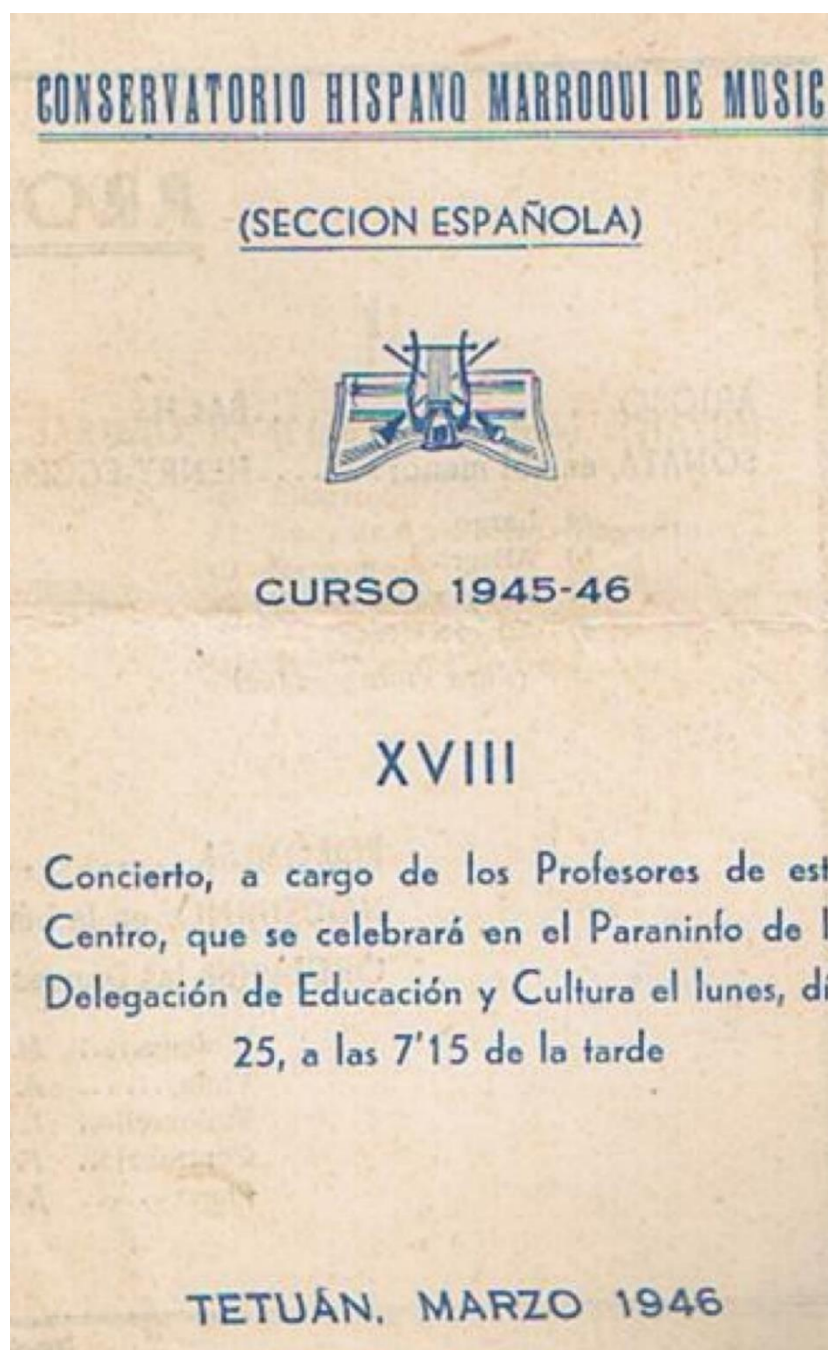 CONSERVATORIO HISPANO MARROQUI DE MUSIC
(SECCION ESPAÑOLA)
CURSO 1945-46
XVIII
Concierto, a cargo de los Profesores de est
Centro, que se celebrará en el Paraninfo de l
Delegación de Educación y Cultura el lunes, dí
25, a las 7'15 de la tarde
TETUÁN. MARZO 1946